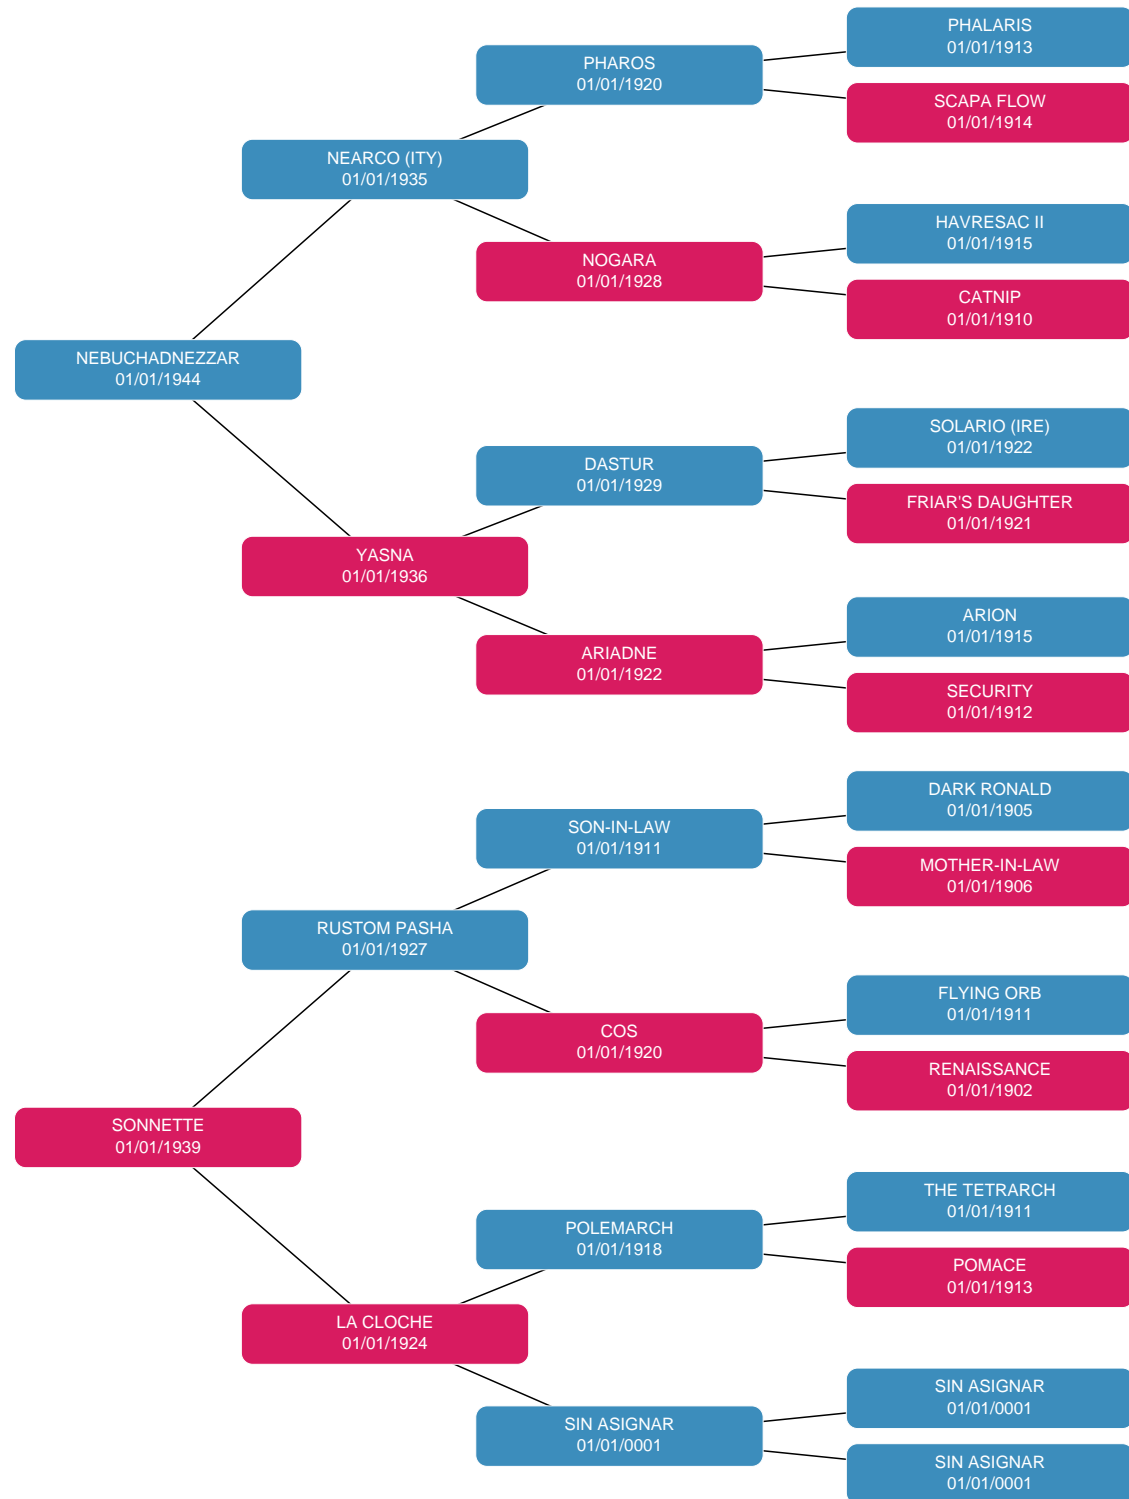 PHALARIS
01/01/1913
PHAROS
01/01/1920
SCAPA FLOW
01/01/1914
NEARCO (ITY)
01/01/1935
HAVRESAC II
01/01/1915
NOGARA
01/01/1928
CATNIP
01/01/1910
NEBUCHADNEZZAR
01/01/1944
SOLARIO (IRE)
01/01/1922
DASTUR
01/01/1929
FRIAR'S DAUGHTER
01/01/1921
YASNA
01/01/1936
ARION
01/01/1915
ARIADNE
01/01/1922
SECURITY
01/01/1912
DARK RONALD
01/01/1905
SON-IN-LAW
01/01/1911
MOTHER-IN-LAW
01/01/1906
RUSTOM PASHA
01/01/1927
FLYING ORB
01/01/1911
COS
01/01/1920
RENAISSANCE
01/01/1902
SONNETTE
01/01/1939
THE TETRARCH
01/01/1911
POLEMARCH
01/01/1918
POMACE
01/01/1913
LA CLOCHE
01/01/1924
SIN ASIGNAR
01/01/0001
SIN ASIGNAR
01/01/0001
SIN ASIGNAR
01/01/0001